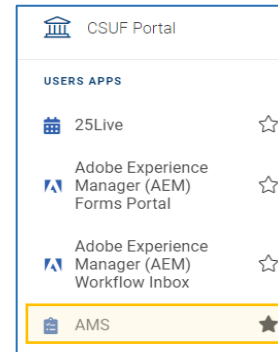 CSUF Portal
USERS APPS
25Live
Adobe Experience
Manager (AEM)
Forms Portal
Adobe Experience
Manager (AEM)
Workflow Inbox
AMS